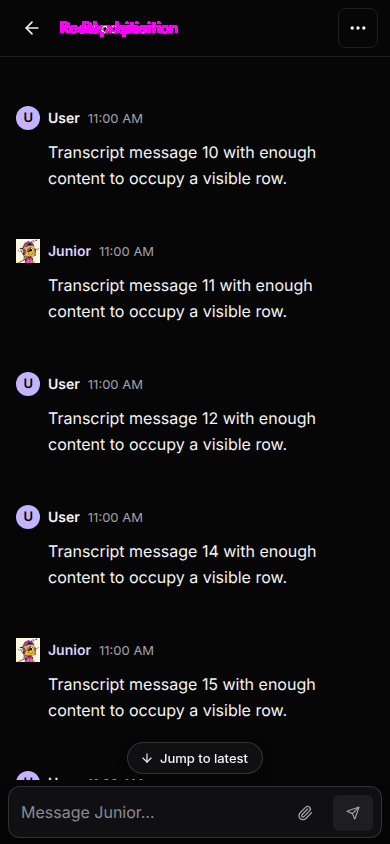 U User 11:00 AM
Transcript message 10 with enough
content to occupy a visible row.
Junior 11:00 AM
Transcript message 11 with enough
content to occupy a visible row.
U User 11:00 AM
Transcript message 12 with enough
content to occupy a visible row.
U User 11:00 AM
Transcript message 14 with enough
content to occupy a visible row.
Junior 11:00 AM
Transcript message 15 with enough
content to occupy a visible row.
Jump to latest
Message Junior...